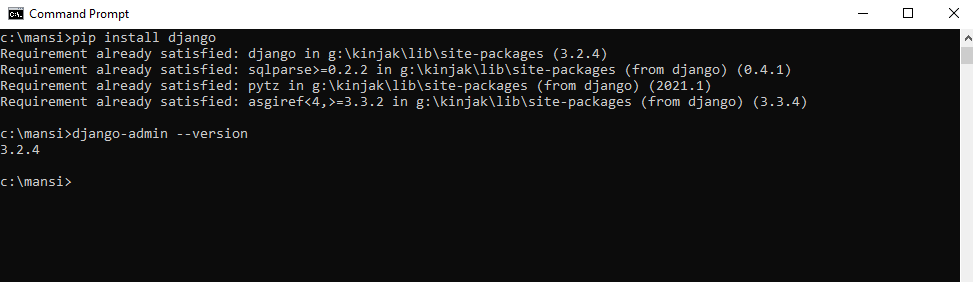 Command Prompt
c:\mansi>pip install django
Requirement already satisfied: django in g:\kinjak\lib\site-packages (3.2.4)
Requirement already satisfied: sqlparse>=0.2.2 in g:\kinjak\lib\site-packages (from django) (0.4.1)
Requirement already satisfied: pytz in g:\kinjak\lib\site-packages (from django) (2021.1)
Requirement already satisfied: asgiref<4,>=3.3.2 in g:\kinjak\lib\site-packages (from django) (3.3.4)
c:\mansi>django-admin --version
3.2.4
c:\mansi>